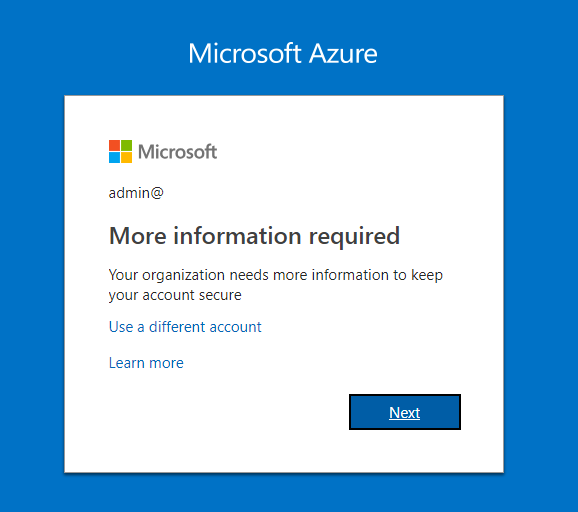 Microsoft Azure
Microsoft
admin@
More information required
Your organization needs more information to keep
your account secure
Use a different account
Learn more
Next